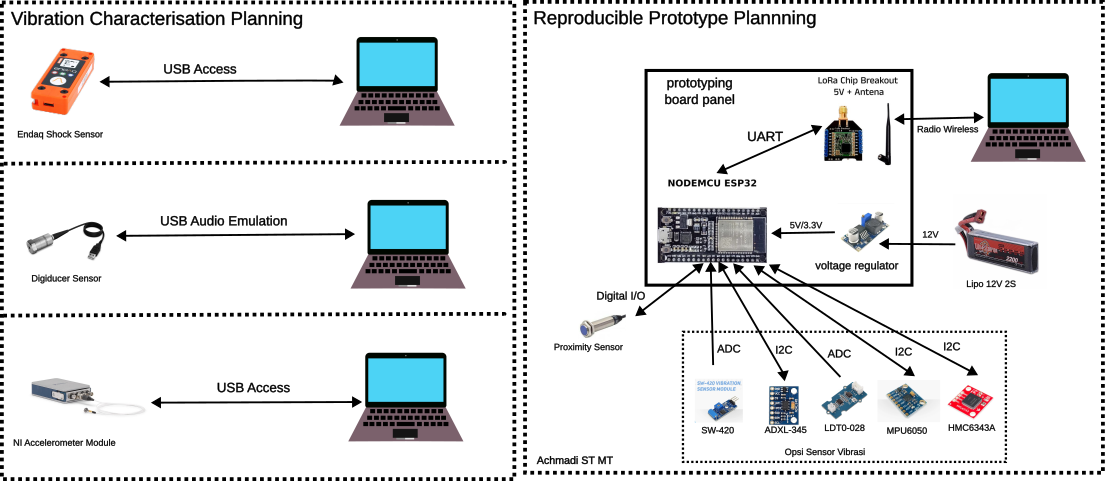 Vibration Characterisation Planning
USB Access
Endaq Shock Sensor
USB Audio Emulation
Digiducer Sensor
USB Access
NI Accelerometer Module
Reproducible Prototype Plannning
prototyping
board panel
LoRa Chip Breakout
5V + Antena
UART
Radio Wireless
NODEMCU ESP32
5V/3.3V
12V
voltage regulator
2200
Lipo 12V 2S
Digital I/O
Proximity Sensor
ADC
I2C
ADC
I2C
I2C
SW-420 VIBRATION
SENSOR MODULE
SW-420
ADXL-345
LDT0-028
MPU6050
HMC6343A
Opsi Sensor Vibrasi
Achmadi ST MT